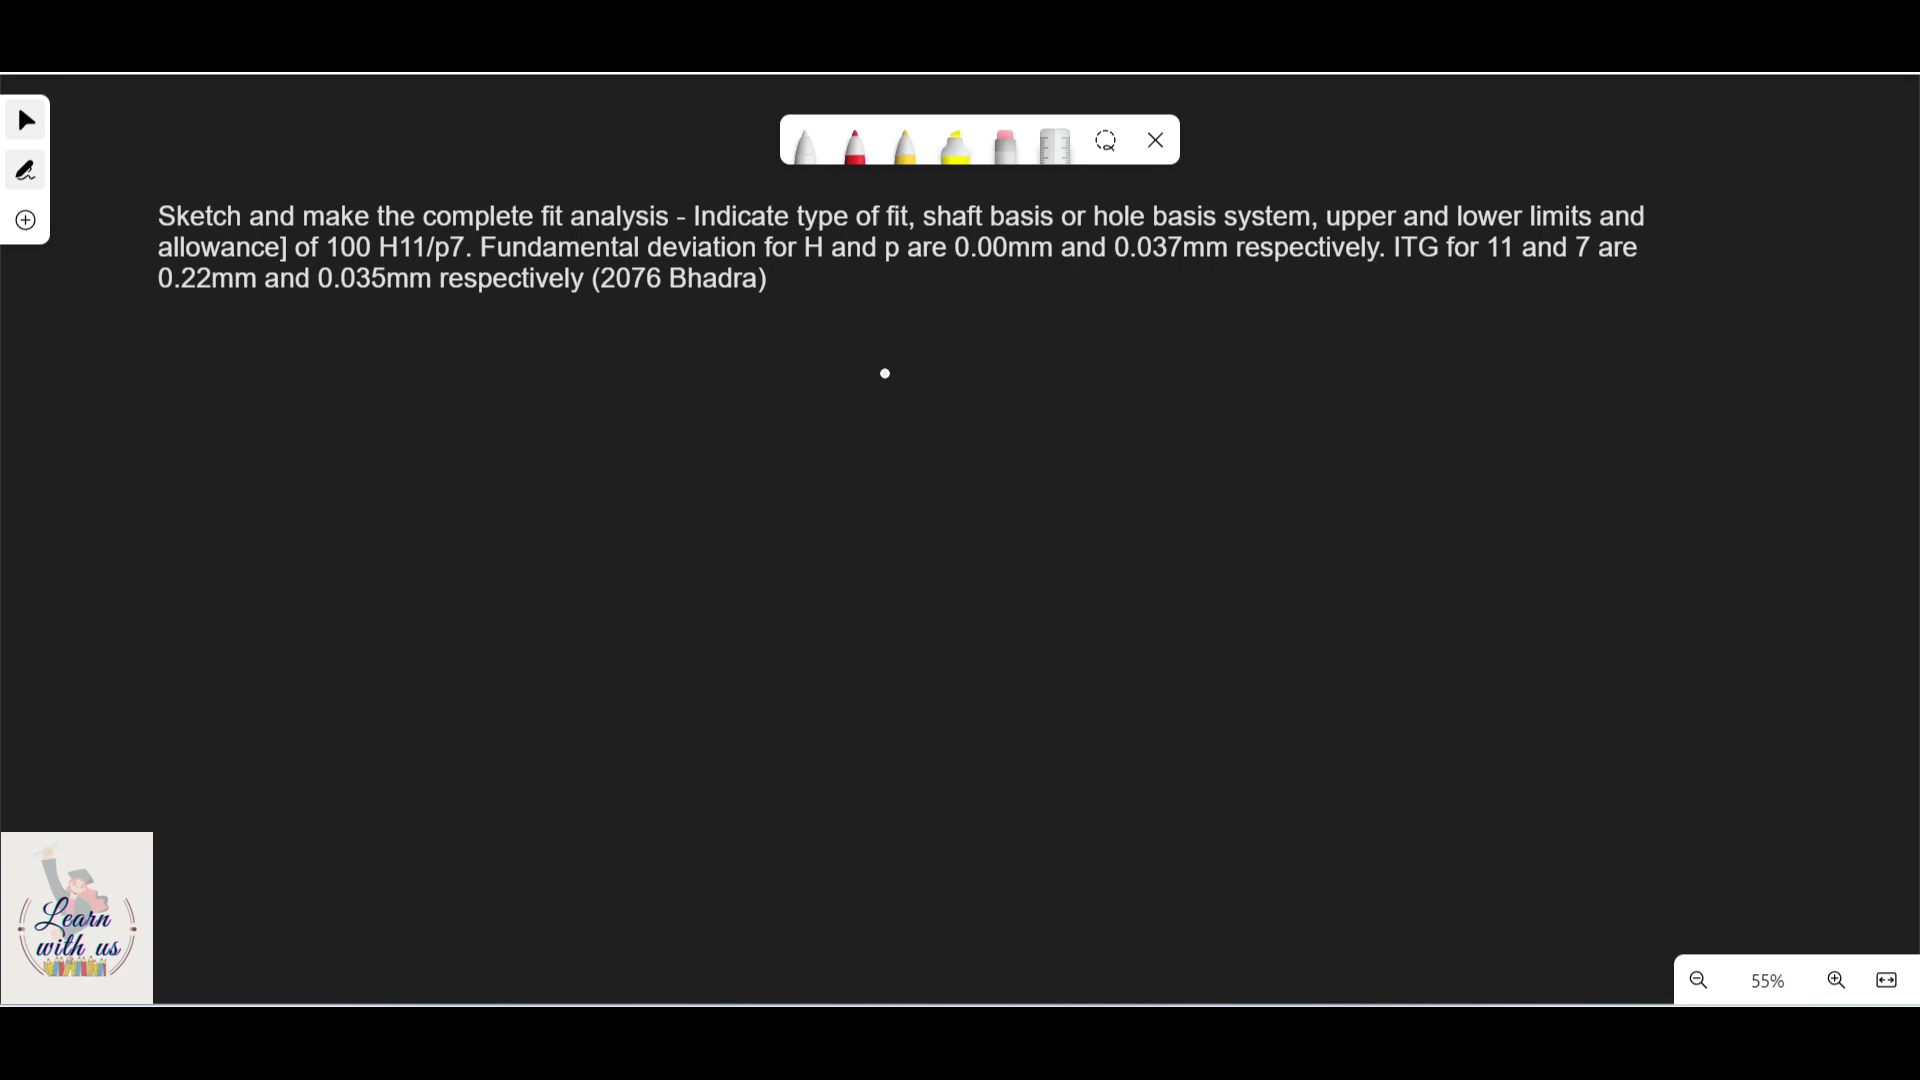 Sketch and make the complete fit analysis - Indicate type of fit, shaft basis or hole basis system, upper and lower limits and
allowance] of 100 H11/p7. Fundamental deviation for H and p are 0.00mm and 0.037mm respectively. ITG for 11 and 7 are
0.22mm and 0.035mm respectively (2076 Bhadra)
Learn
with us
55%